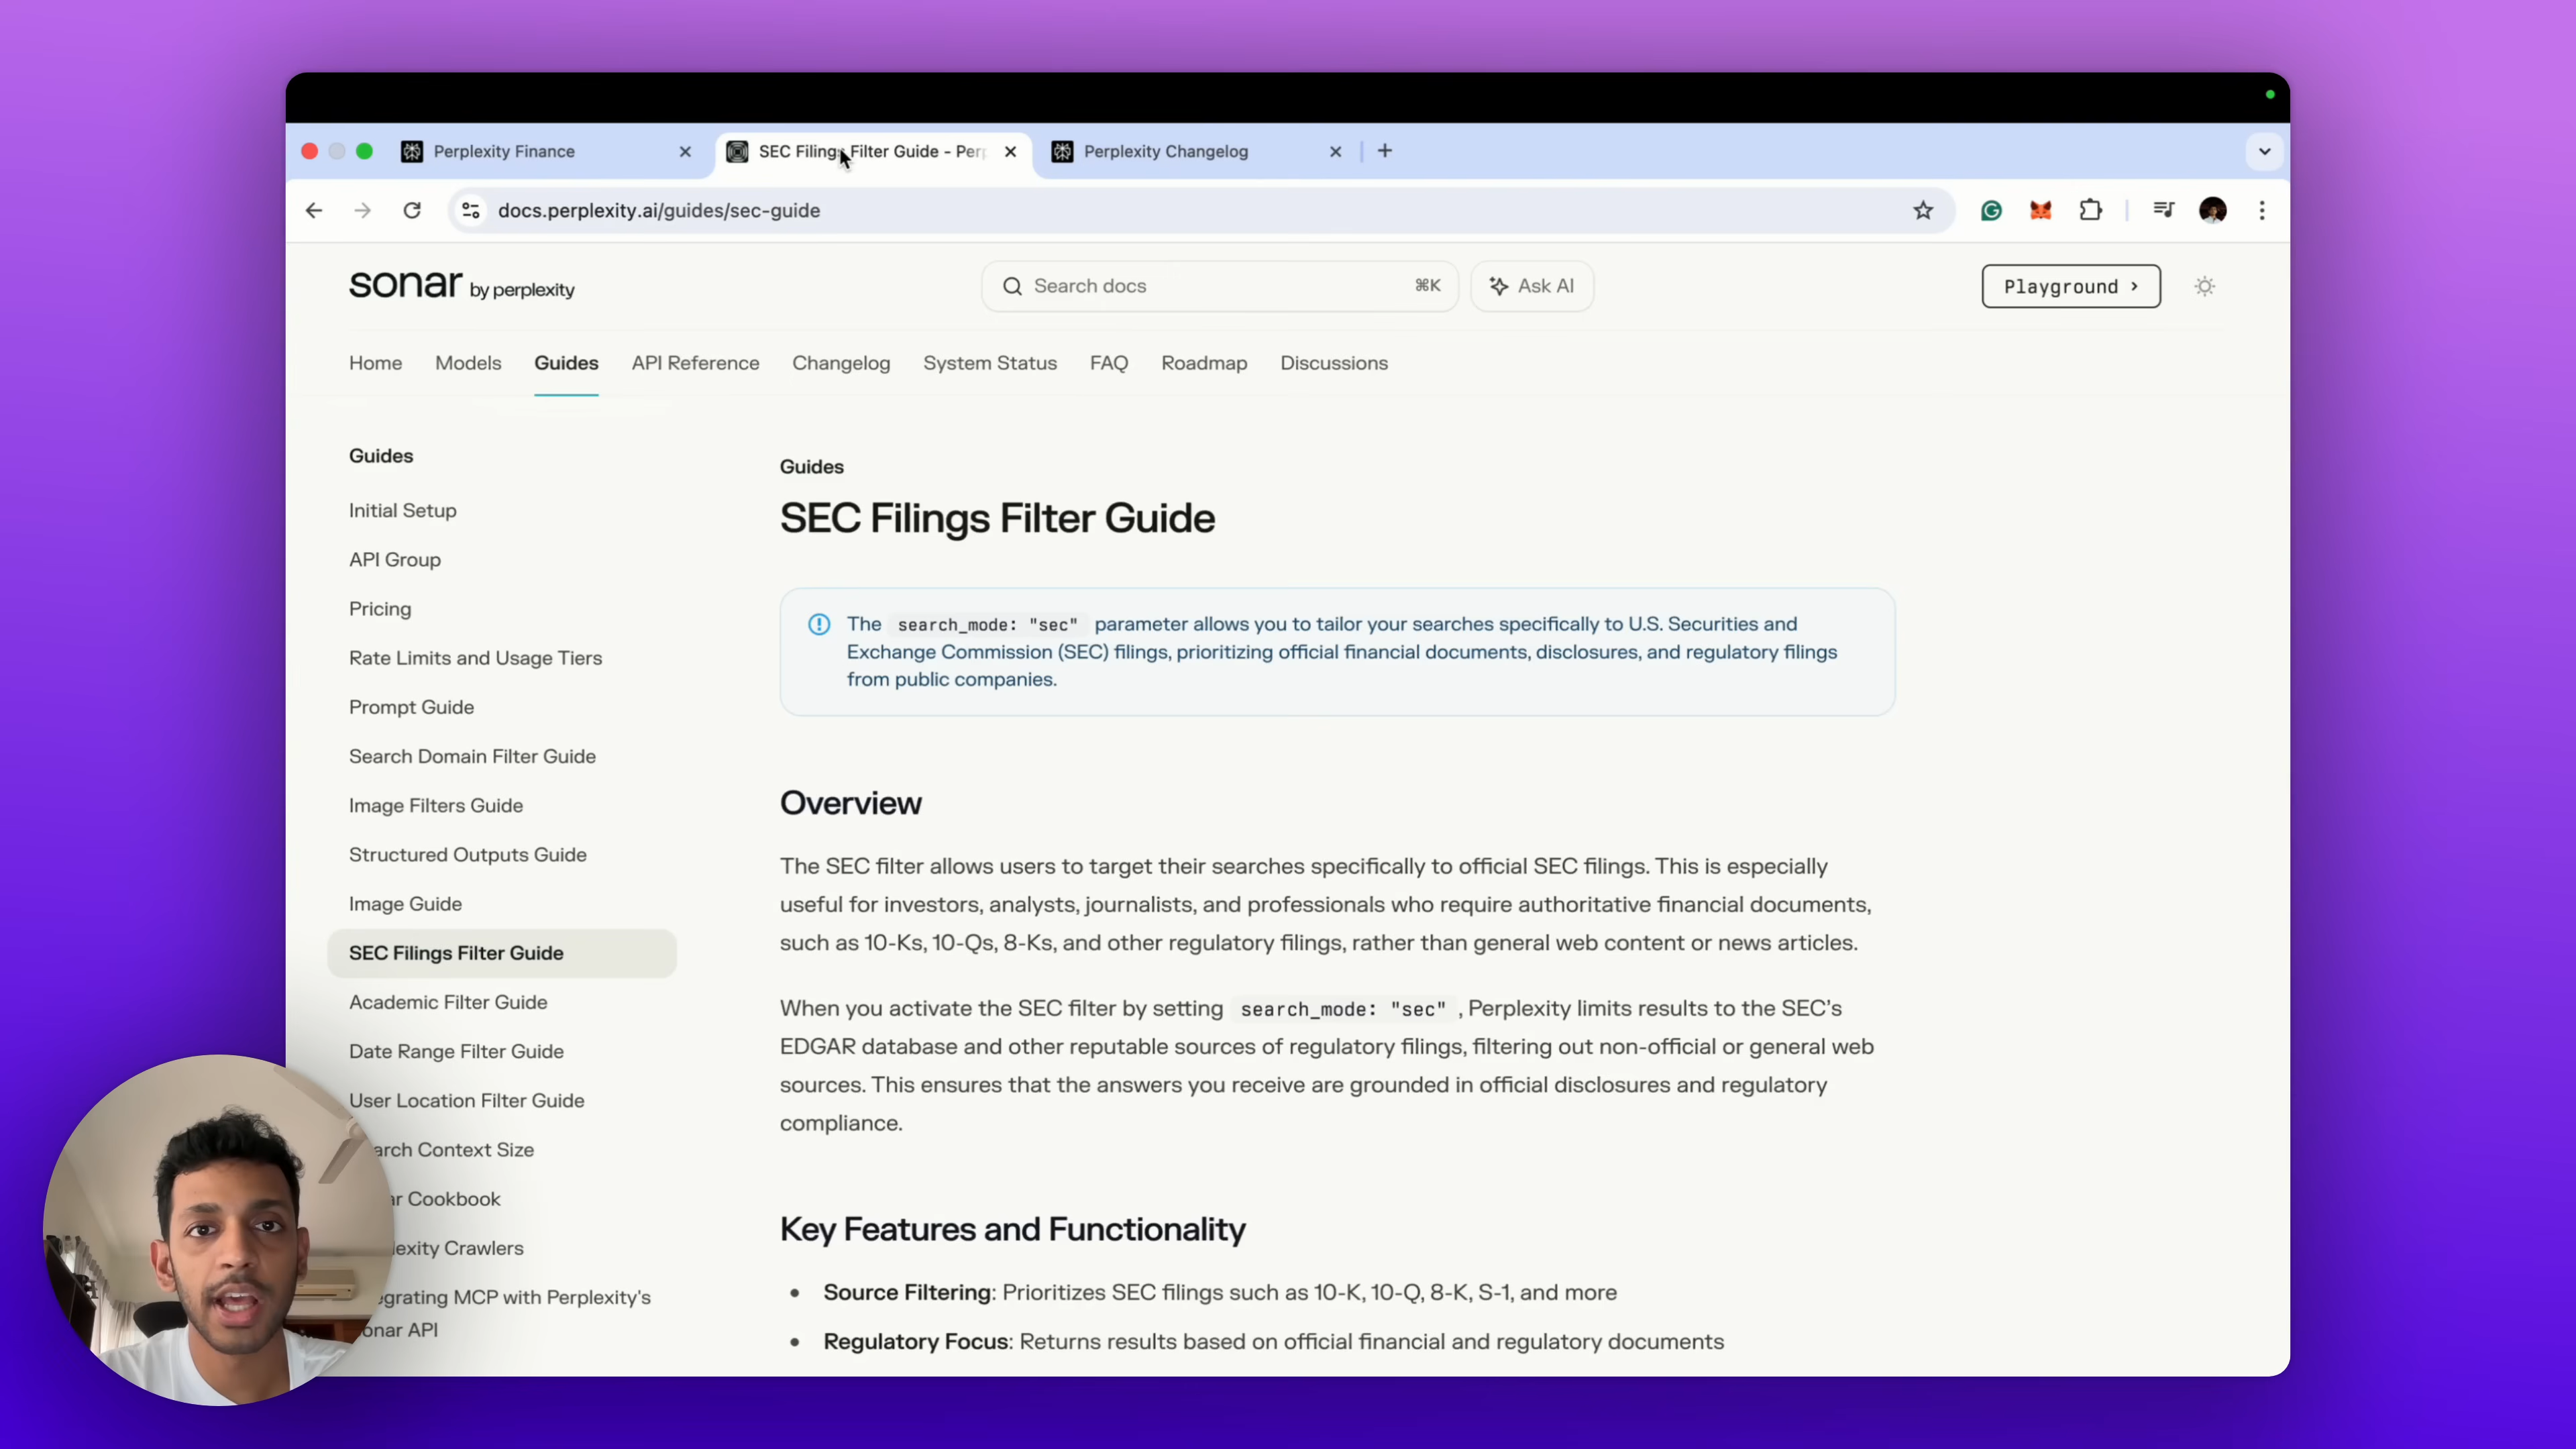 Perplexity Finance
SEC Filings Filter Guide - Per
Perplexity Changelog
docs.perplexity.ai/guides/sec-guide
sonar by perplexity
Search docs
⌘K
Ask AI
Playground ›
Home
Models
Guides
API Reference
Changelog
System Status
FAQ
Roadmap
Discussions
Guides
Initial Setup
API Group
Pricing
Rate Limits and Usage Tiers
Prompt Guide
Search Domain Filter Guide
Image Filters Guide
Structured Outputs Guide
Image Guide
SEC Filings Filter Guide
Academic Filter Guide
Date Range Filter Guide
User Location Filter Guide
arch Context Size
ar Cookbook
lexity Crawlers
egrating MCP with Perplexity's
onar API
Guides
SEC Filings Filter Guide
The search_mode: "sec" parameter allows you to tailor your searches specifically to U.S. Securities and
Exchange Commission (SEC) filings, prioritizing official financial documents, disclosures, and regulatory filings
from public companies.
Overview
The SEC filter allows users to target their searches specifically to official SEC filings. This is especially
useful for investors, analysts, journalists, and professionals who require authoritative financial documents,
such as 10-Ks, 10-Qs, 8-Ks, and other regulatory filings, rather than general web content or news articles.
When you activate the SEC filter by setting search_mode: "sec" , Perplexity limits results to the SEC's
EDGAR database and other reputable sources of regulatory filings, filtering out non-official or general web
sources. This ensures that the answers you receive are grounded in official disclosures and regulatory
compliance.
Key Features and Functionality
• Source Filtering: Prioritizes SEC filings such as 10-K, 10-Q, 8-K, S-1, and more
• Regulatory Focus: Returns results based on official financial and regulatory documents